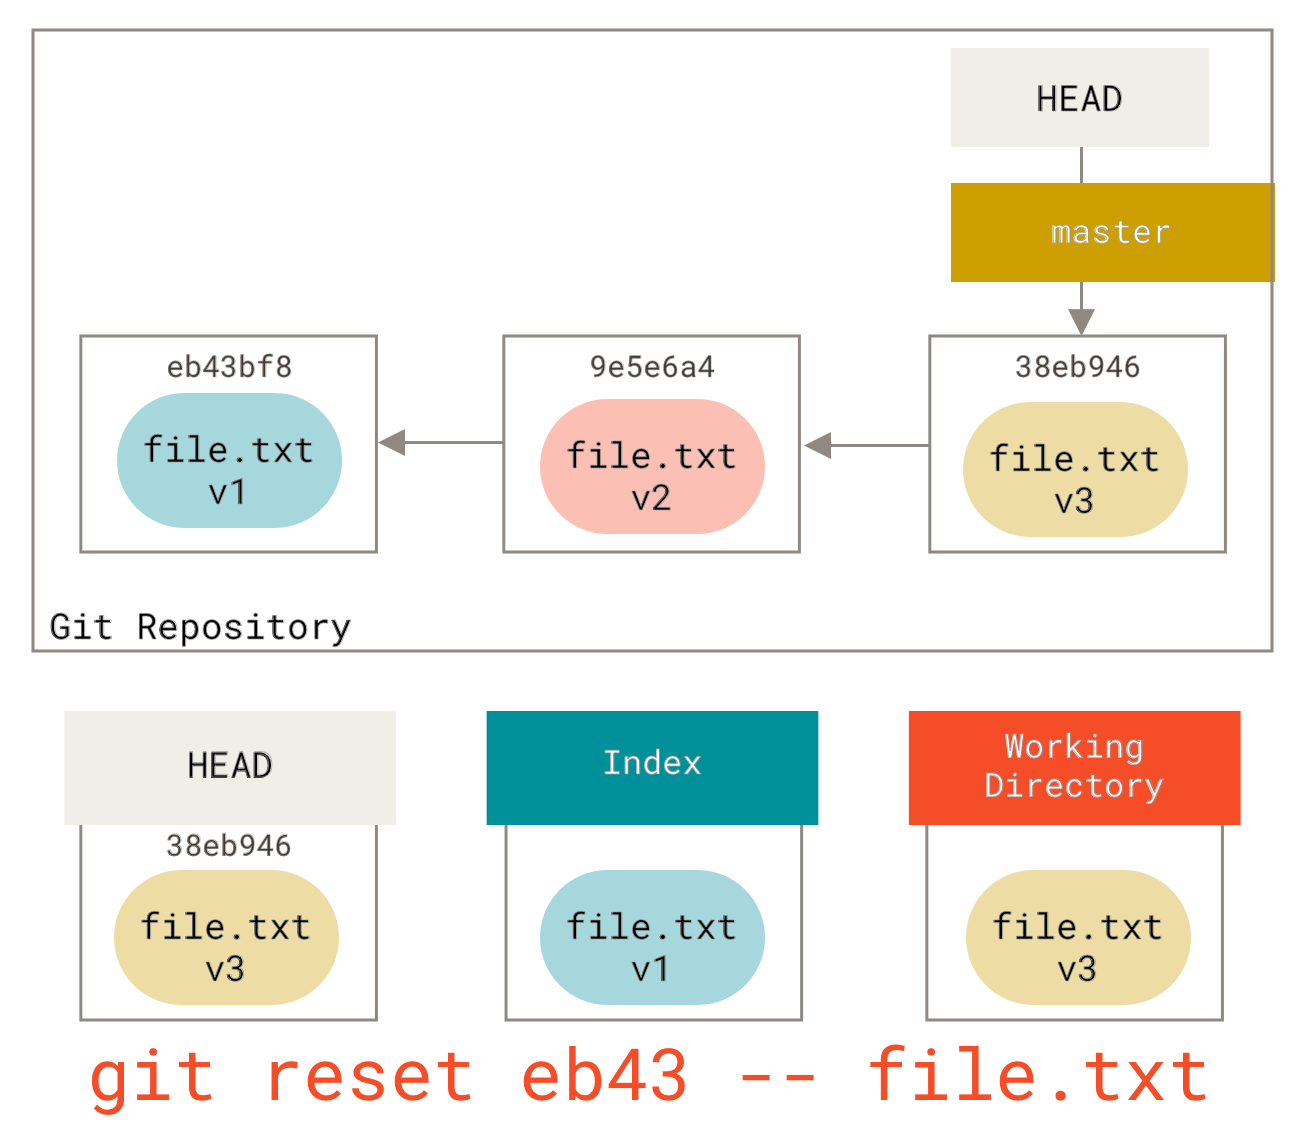 HEAD
master
eb43bf8
9e5e6a4
38eb946
file.txt
v1
file.txt
v2
file.txt
v3
Git Repository
HEAD
Index
Working
Directory
38eb946
file.txt
v3
file.txt
v1
file.txt
v3
git reset eb43 -- file.txt